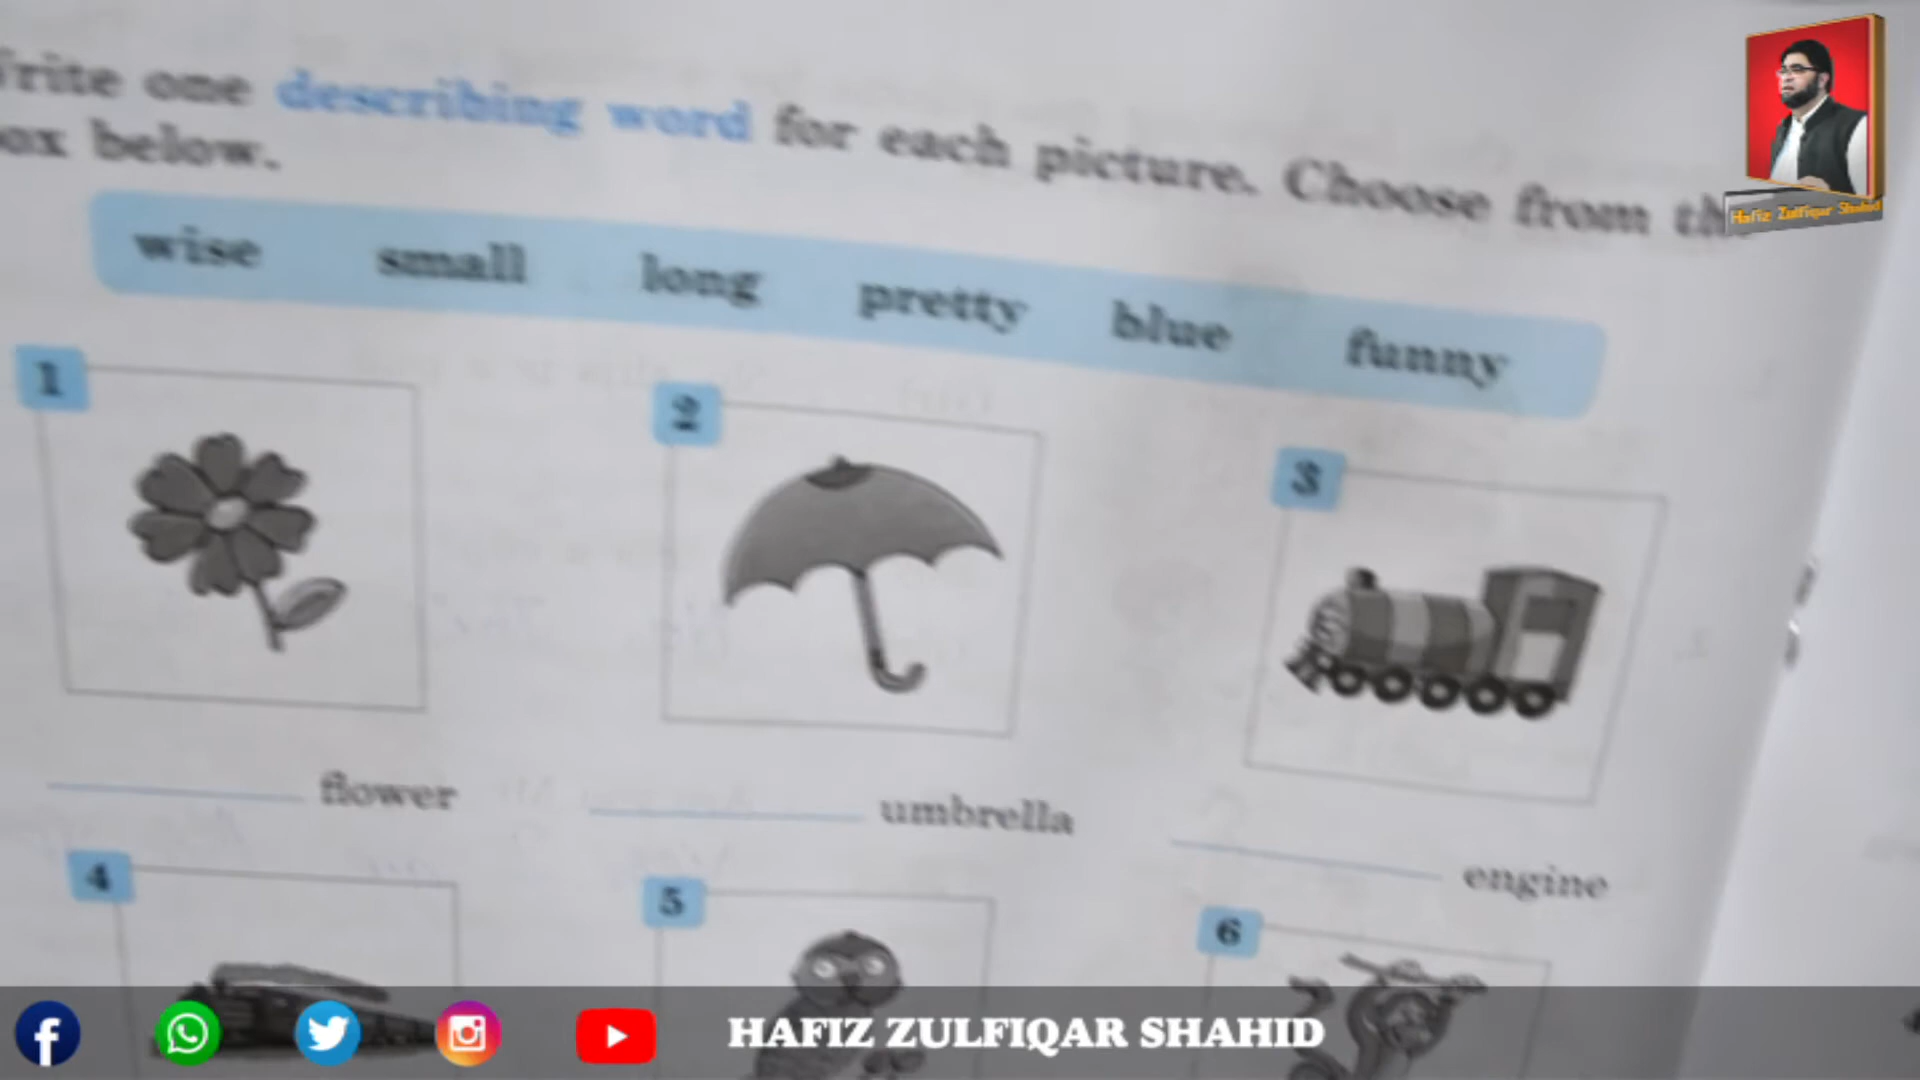 Write one describing word for each picture. Choose from the
box below.
wise small long pretty blue funny
1
2
3
flower
umbrella
engine
4
5
6
Hafiz Zulfiqar Shahid
HAFIZ ZULFIQAR SHAHID